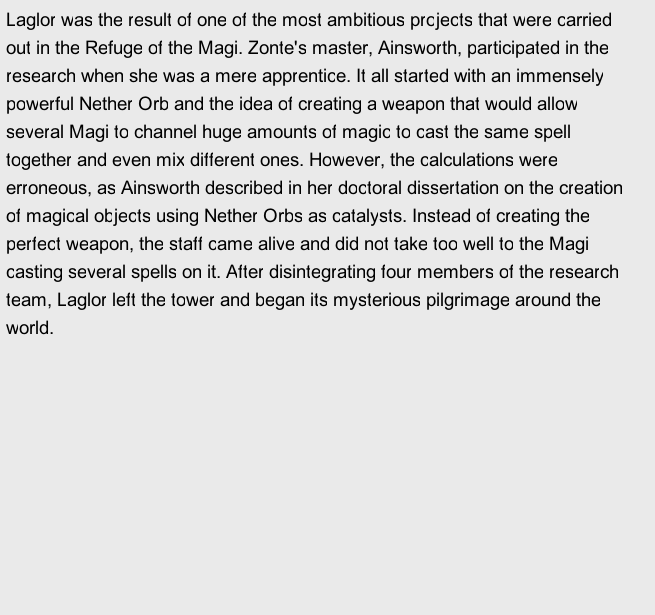 Laglor was the result of one of the most ambitious projects that were carried
out in the Refuge of the Magi. Zonte's master, Ainsworth, participated in the
research when she was a mere apprentice. It all started with an immensely
powerful Nether Orb and the idea of creating a weapon that would allow
several Magi to channel huge amounts of magic to cast the same spell
together and even mix different ones. However, the calculations were
erroneous, as Ainsworth described in her doctoral dissertation on the creation
of magical objects using Nether Orbs as catalysts. Instead of creating the
perfect weapon, the staff came alive and did not take too well to the Magi
casting several spells on it. After disintegrating four members of the research
team, Laglor left the tower and began its mysterious pilgrimage around the
world.